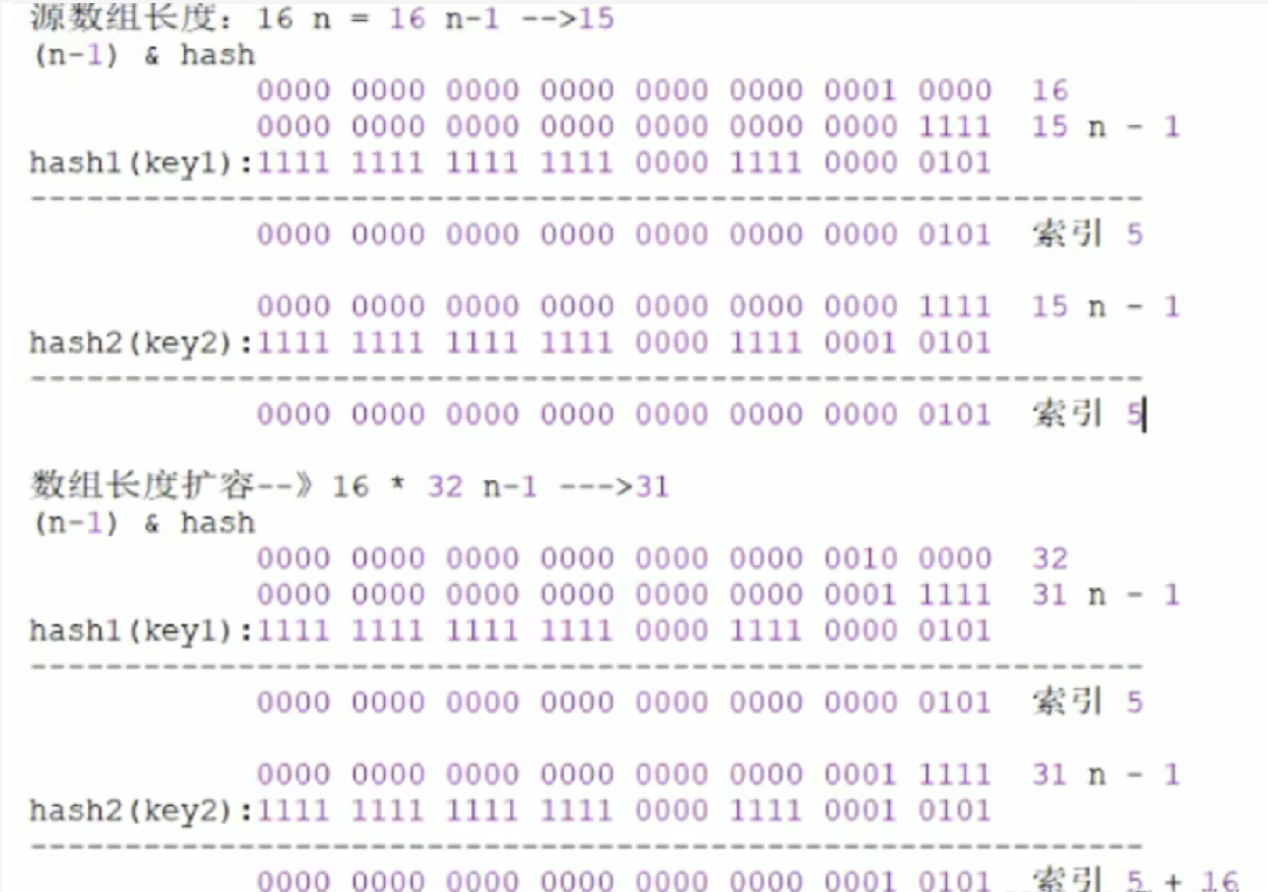 源数组长度：16 n = 16 n-1 -->15
(n-1) & hash
0000 0000 0000 0000 0000 0000 0001 0000 16
0000 0000 0000 0000 0000 0000 0000 1111 15 n - 1
hash1(key1):1111 1111 1111 1111 0000 1111 0000 0101
------------------------------------------------------------
0000 0000 0000 0000 0000 0000 0000 0101 索引 5
0000 0000 0000 0000 0000 0000 0000 1111 15 n - 1
hash2(key2):1111 1111 1111 1111 0000 1111 0001 0101
------------------------------------------------------------
0000 0000 0000 0000 0000 0000 0000 0101 索引 5
数组长度扩容--》16 * 32 n-1 --->31
(n-1) & hash
0000 0000 0000 0000 0000 0000 0010 0000 32
0000 0000 0000 0000 0000 0000 0001 1111 31 n - 1
hash1(key1):1111 1111 1111 1111 0000 1111 0000 0101
------------------------------------------------------------
0000 0000 0000 0000 0000 0000 0000 0101 索引 5
0000 0000 0000 0000 0000 0000 0001 1111 31 n - 1
hash2(key2):1111 1111 1111 1111 0000 1111 0001 0101
------------------------------------------------------------
0000 0000 0000 0000 0000 0000 0001 0101 索引 5 + 16